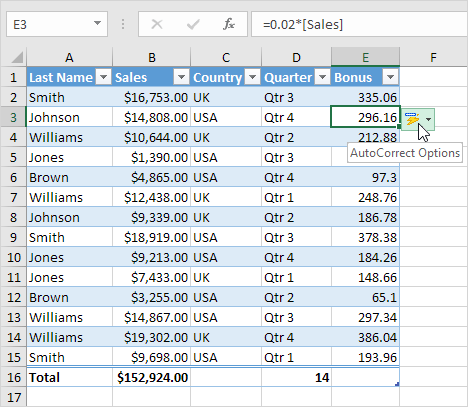 E3 fx =0.02*[Sales]
A B C D E F
1 Last Name Sales Country Quarter Bonus
2 Smith $16,753.00 UK Qtr 3 335.06
3 Johnson $14,808.00 USA Qtr 4 296.16
4 Williams $10,644.00 UK Qtr 2 212.88
5 Jones $1,390.00 USA Qtr 3 AutoCorrect Options
6 Brown $4,865.00 USA Qtr 4 97.3
7 Williams $12,438.00 UK Qtr 1 248.76
8 Johnson $9,339.00 UK Qtr 2 186.78
9 Smith $18,919.00 USA Qtr 3 378.38
10 Jones $9,213.00 USA Qtr 4 184.26
11 Jones $7,433.00 UK Qtr 1 148.66
12 Brown $3,255.00 USA Qtr 2 65.1
13 Williams $14,867.00 USA Qtr 3 297.34
14 Williams $19,302.00 UK Qtr 4 386.04
15 Smith $9,698.00 USA Qtr 1 193.96
16 Total $152,924.00 14
17